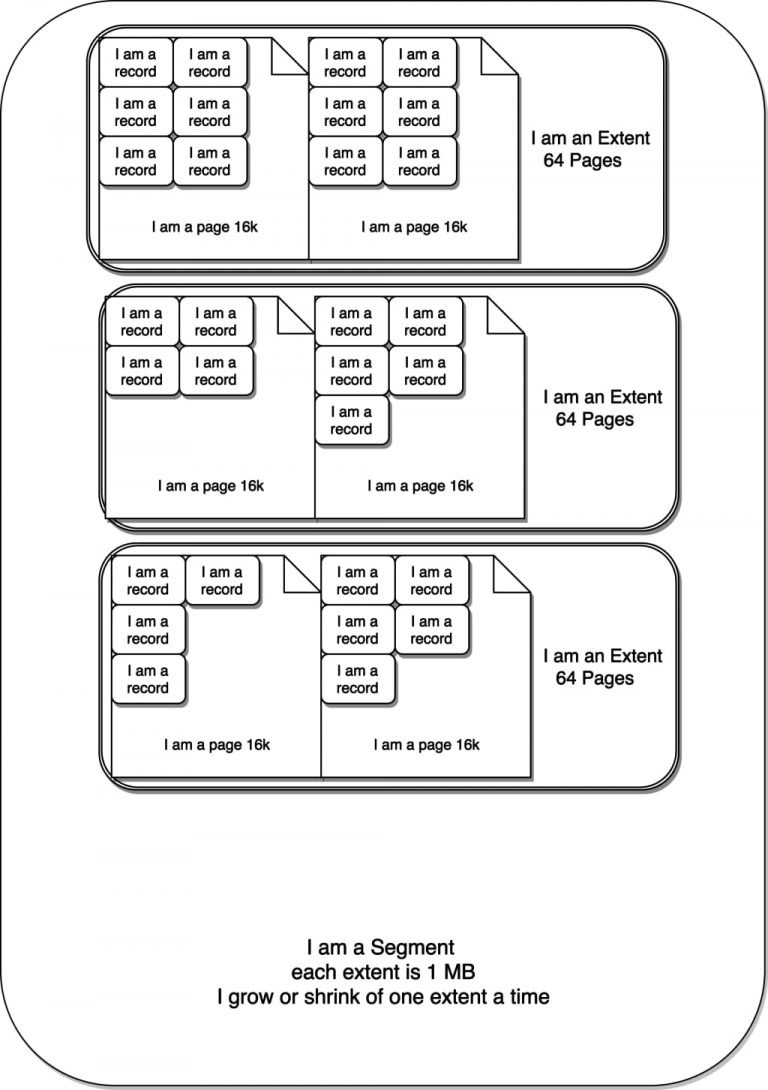 I am a
record
I am a
record
I am a
record
I am a
record
I am a
record
I am a
record
I am a page 16k
I am a
record
I am a
record
I am a
record
I am a
record
I am a
record
I am a
record
I am a page 16k
I am an Extent
64 Pages
I am a
record
I am a
record
I am a
record
I am a
record
I am a page 16k
I am a
record
I am a
record
I am a
record
I am a
record
I am a
record
I am a page 16k
I am an Extent
64 Pages
I am a
record
I am a
record
I am a
record
I am a
record
I am a page 16k
I am a
record
I am a
record
I am a
record
I am a
record
I am a
record
I am a page 16k
I am an Extent
64 Pages
I am a Segment
each extent is 1 MB
I grow or shrink of one extent a time